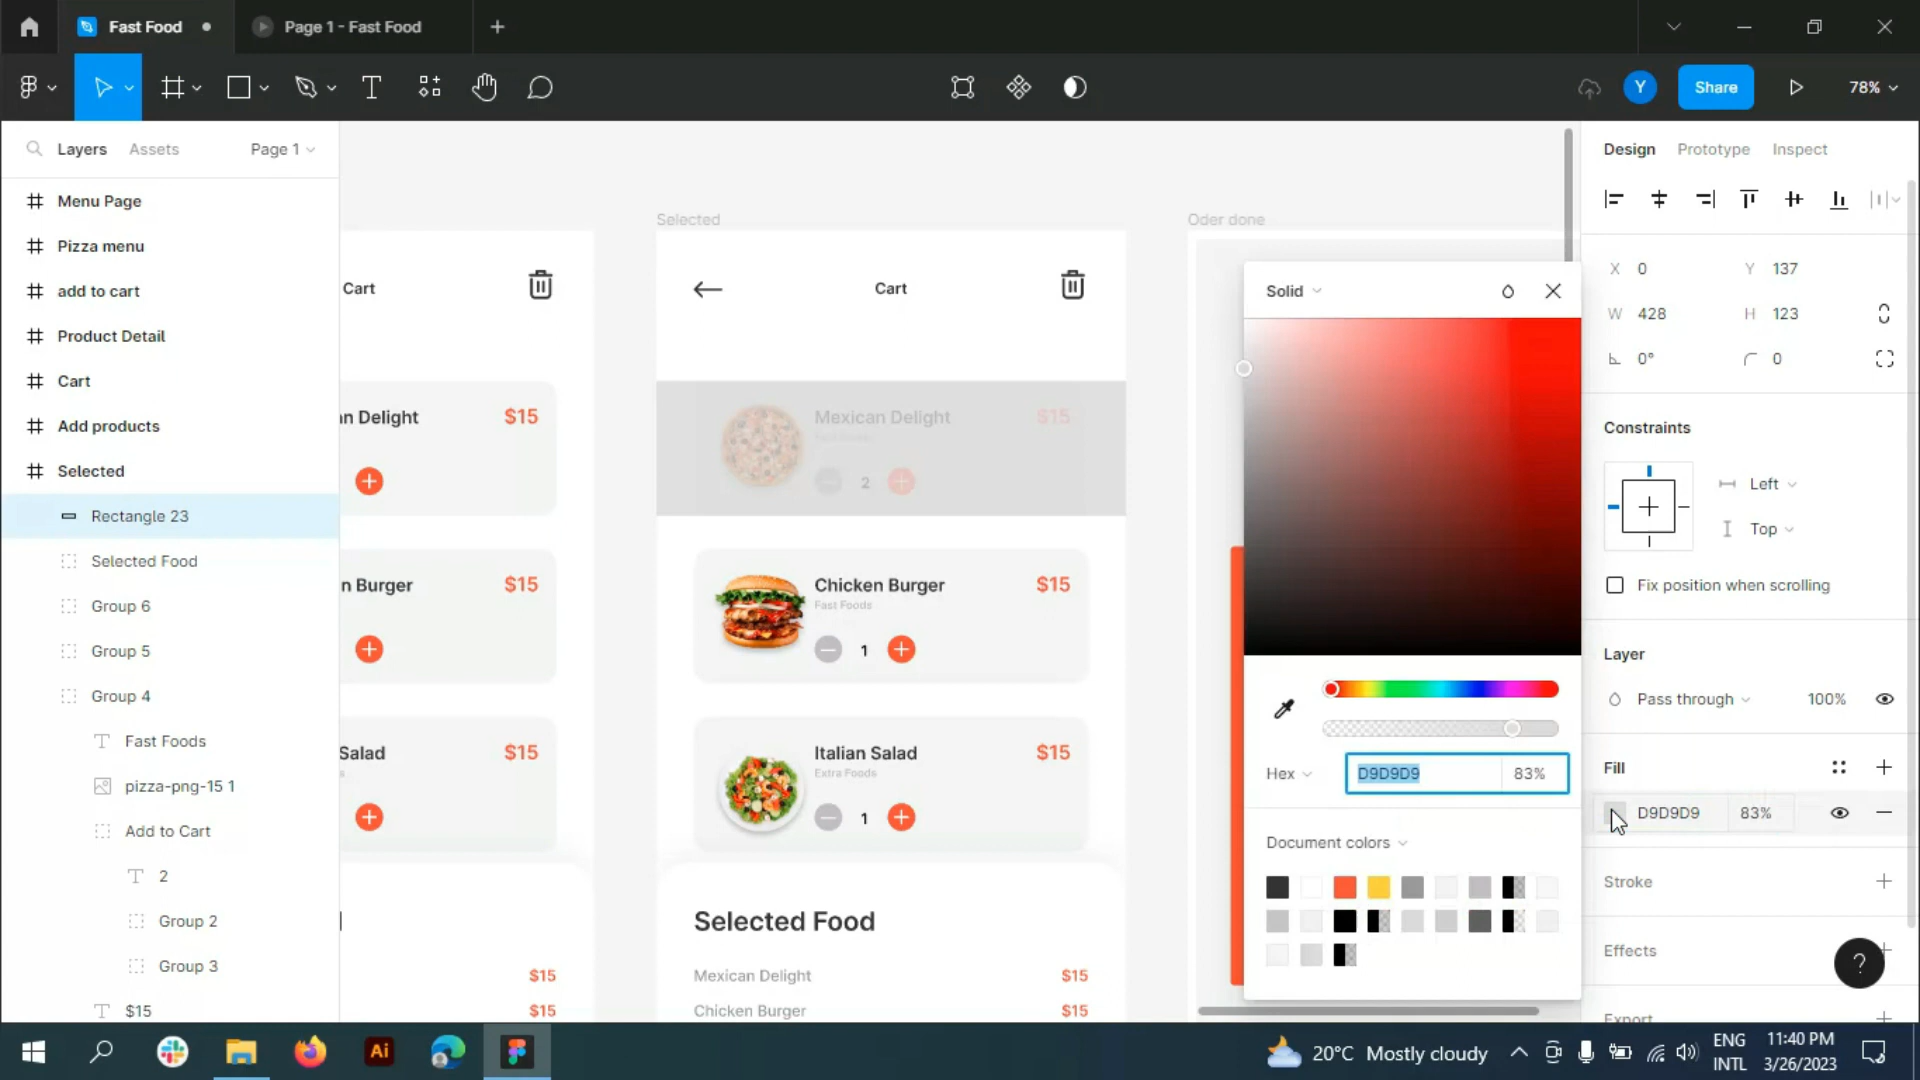 Fast Food
Page 1 - Fast Food
Share
78%
Y
Layers
Assets
Page 1
Menu Page
Pizza menu
add to cart
Product Detail
Cart
Add products
Selected
Rectangle 23
Selected Food
Group 6
Group 5
Group 4
Fast Foods
pizza-png-15 1
Add to Cart
2
Group 2
Group 3
$15
Cart
n Delight
$15
n Burger
$15
Salad
$15
$15
$15
Selected
Cart
Mexican Delight
$15
2
Chicken Burger
$15
Fast Foods
1
Italian Salad
$15
Extra Foods
1
Selected Food
Mexican Delight
$15
Chicken Burger
$15
Oder done
Solid
Hex
D9D9D9
83%
Document colors
Design
Prototype
Inspect
X 0
Y 137
W 428
H 123
0°
0
Constraints
Left
Top
Fix position when scrolling
Layer
Pass through
100%
Fill
D9D9D9
83%
Stroke
Effects
?
Export
Ai
20°C Mostly cloudy
ENG
INTL
11:40 PM
3/26/2023